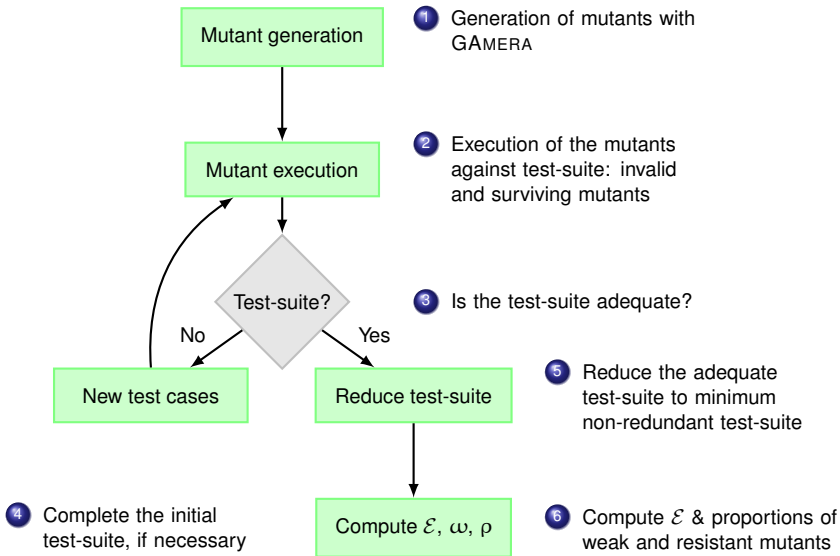 Mutant generation
1 Generation of mutants with
GAMERA
Mutant execution
2 Execution of the mutants
against test-suite: invalid
and surviving mutants
Test-suite?
3 Is the test-suite adequate?
No
Yes
New test cases
Reduce test-suite
5 Reduce the adequate
test-suite to minimum
non-redundant test-suite
4 Complete the initial
test-suite, if necessary
Compute ℰ, ω, ρ
6 Compute ℰ & proportions of
weak and resistant mutants